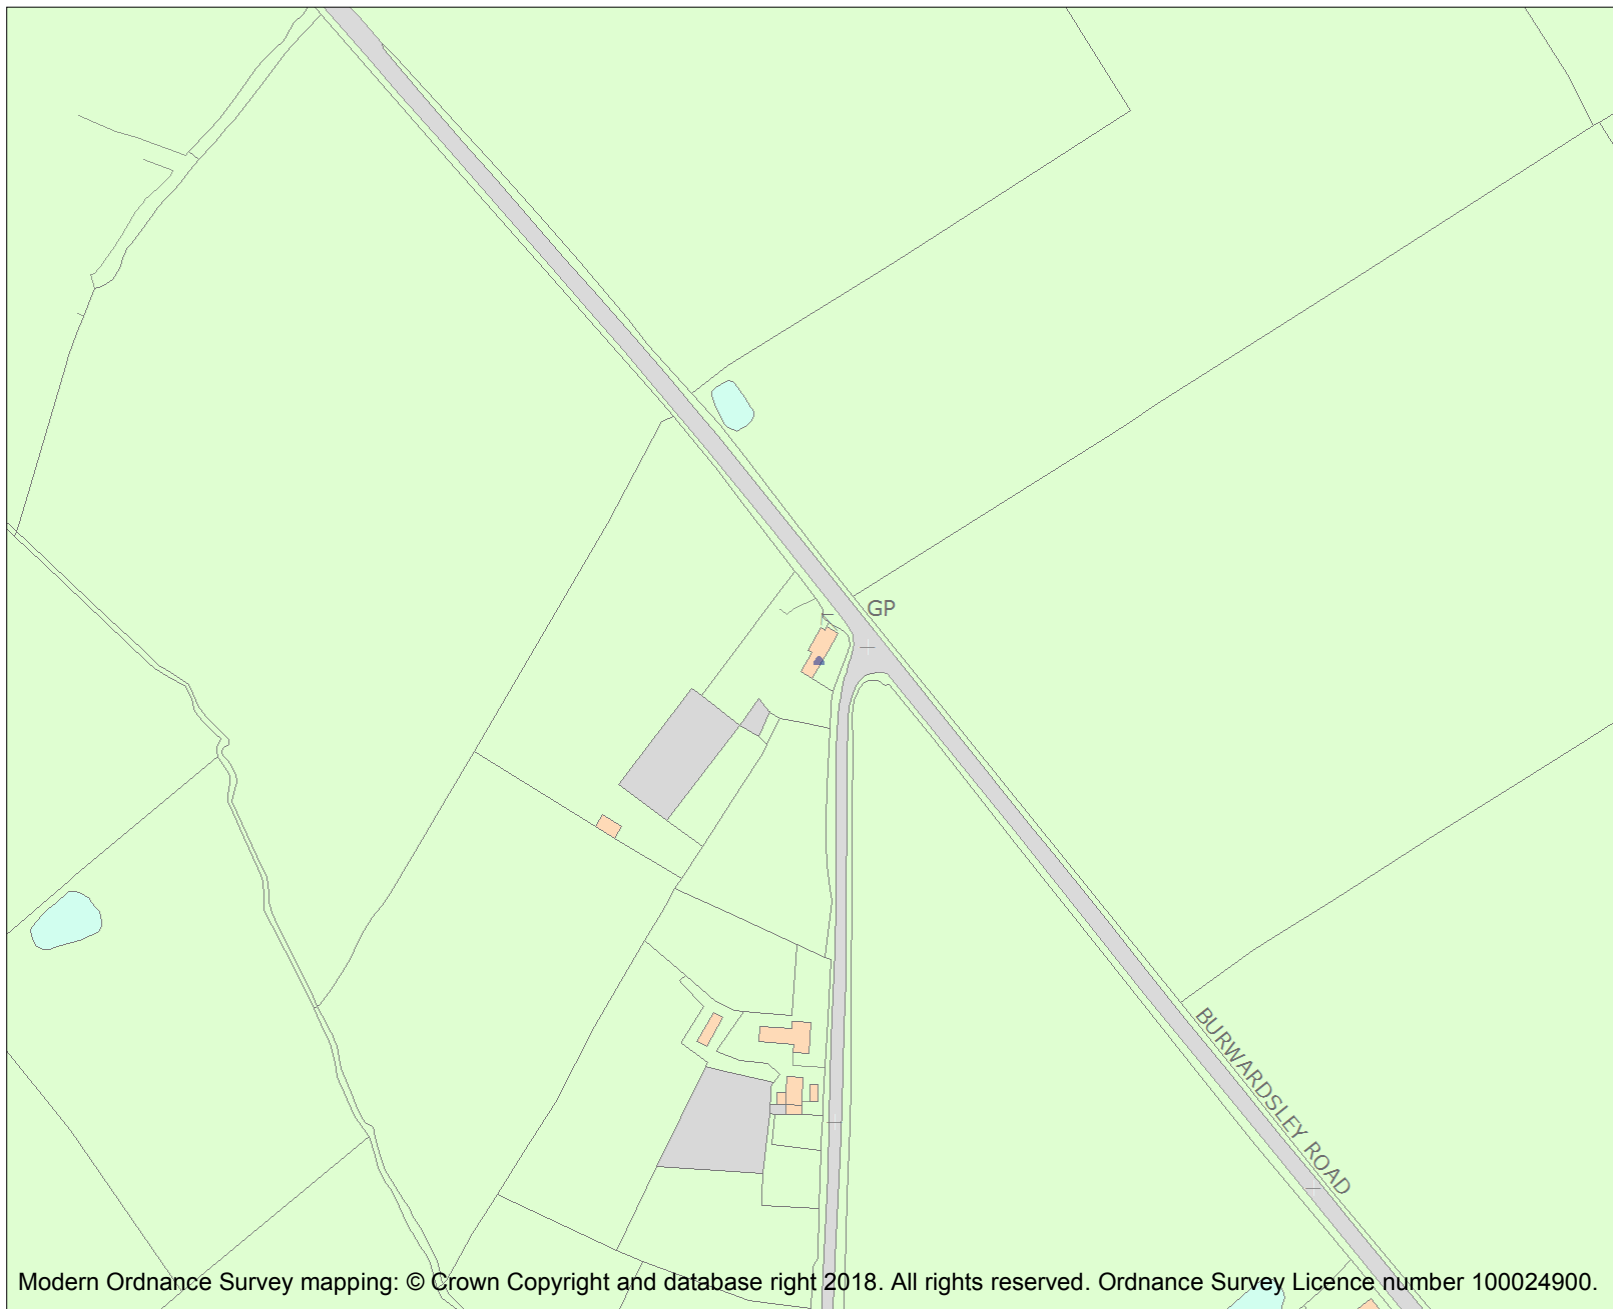 GP
BURWARDSLEY ROAD
Modern Ordnance Survey mapping: © Crown Copyright and database right 2018. All rights reserved. Ordnance Survey Licence number 100024900.